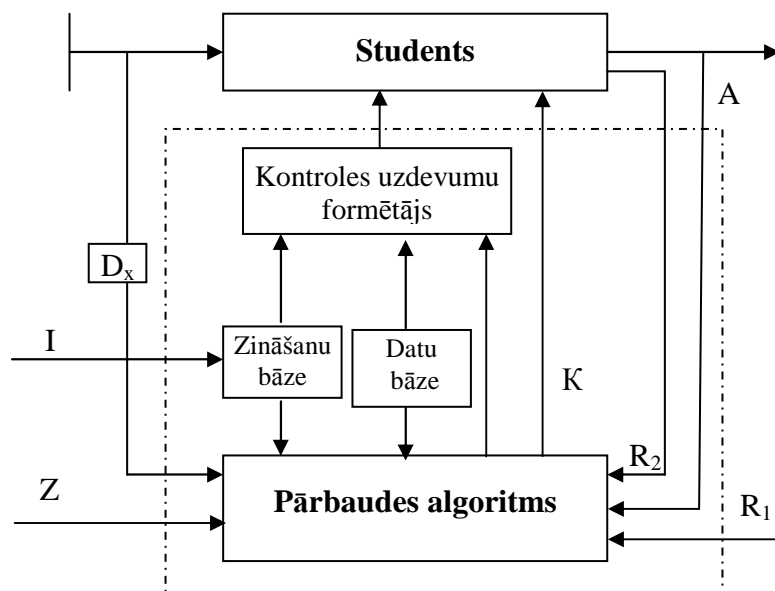 Students
A
Kontroles uzdevumu
formētājs
Dx
I
Zināšanu
bāze
Datu
bāze
K
R2
Z
Pārbaudes algoritms
R1